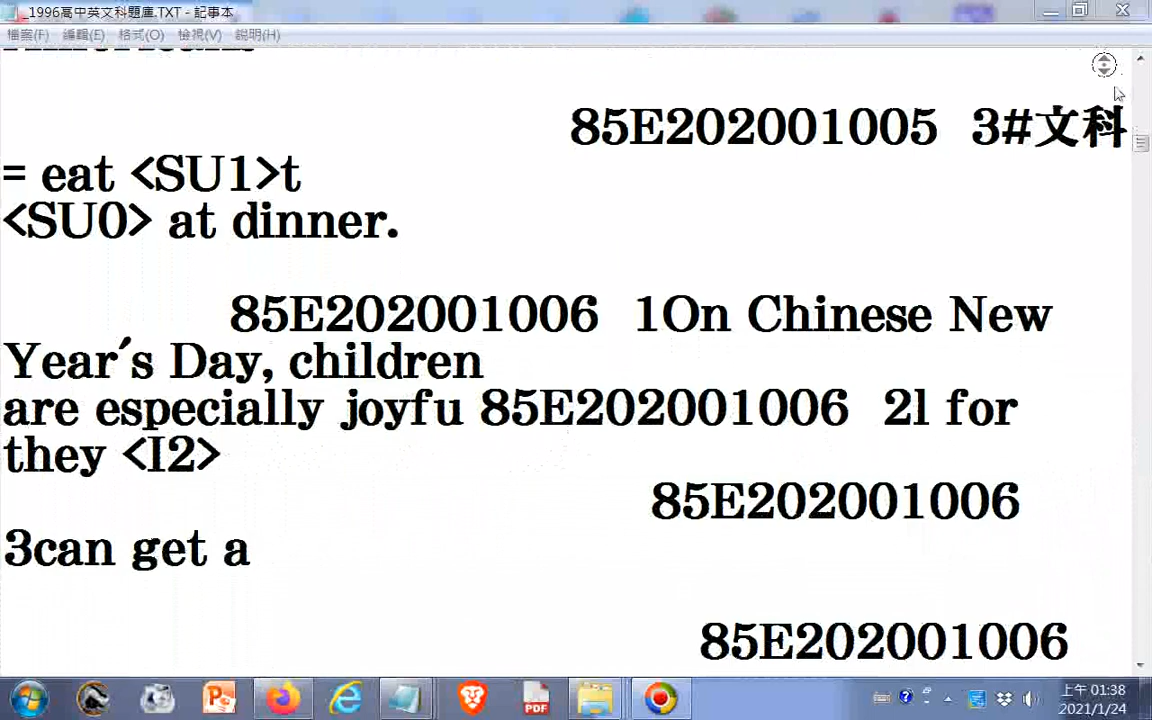 _1996高中英文科題庫.TXT - 記事本
檔案(F) 編輯(E) 格式(O) 檢視(V) 說明(H)
85E202001005 3#文科
= eat <SU1>t
<SU0> at dinner.
85E202001006 1On Chinese New
Year's Day, children
are especially joyfu 85E202001006 2l for
they <I2>
85E202001006
3can get a
85E202001006
PDF
上午 01:38
2021/1/24